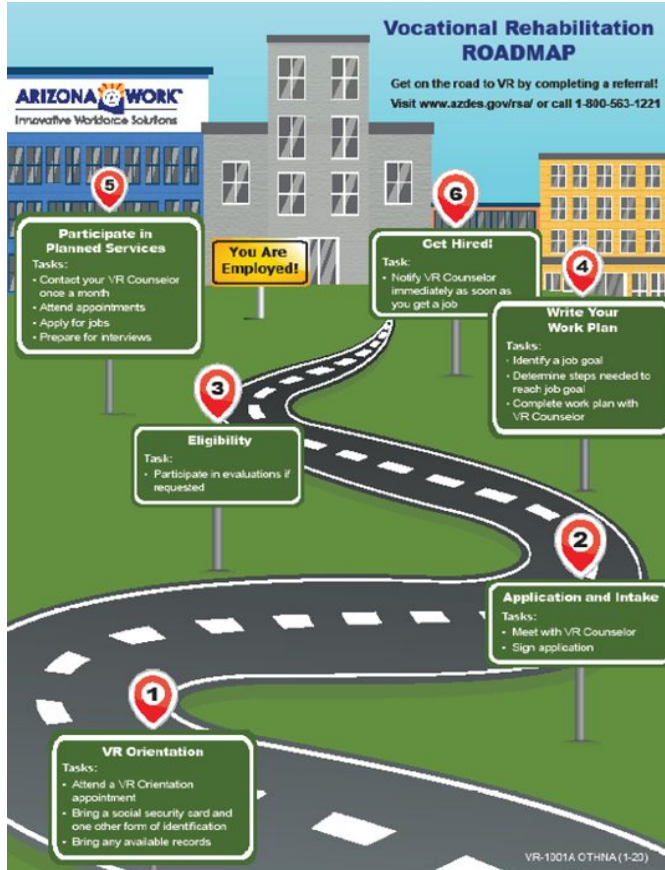 Vocational Rehabilitation
ROADMAP
Get on the road to VR by completing a referral!
Visit www.azdes.gov/rsa/ or call 1-800-563-1221
ARIZONA@WORK™
Innovative Workforce Solutions
1
VR Orientation
Tasks:
• Attend a VR Orientation
appointment
• Bring a social security card and
one other form of identification
• Bring any available records
2
Application and Intake
Tasks:
• Meet with VR Counselor
• Sign application
3
Eligibility
Task:
• Participate in evaluations if
requested
4
Write Your
Work Plan
Tasks:
• Identify a job goal
• Determine steps needed to
reach job goal
• Complete work plan with
VR Counselor
5
Participate in
Planned Services
Tasks:
• Contact your VR Counselor
once a month
• Attend appointments
• Apply for jobs
• Prepare for interviews
6
Get Hired!
Task:
• Notify VR Counselor
immediately as soon as
you get a job
You Are
Employed!
VR-1001A OTHNA (1-20)